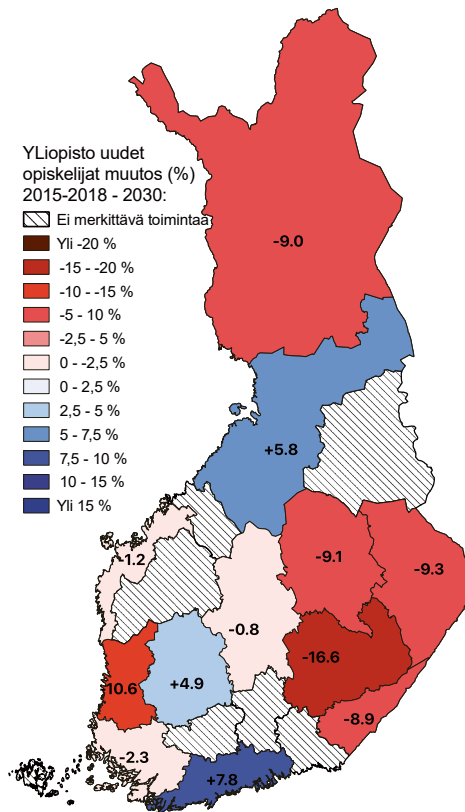 YLiopisto uudet
opiskelijat muutos (%)
2015-2018 - 2030:
Ei merkittävä toimintaa
Yli -20 %
-15 - -20 %
-10 - -15 %
-5 - 10 %
-2,5 - 5 %
0 - -2,5 %
0 - 2,5 %
2,5 - 5 %
5 - 7,5 %
7,5 - 10 %
10 - 15 %
Yli 15 %
-9.0
+5.8
-1.2
-9.1
-9.3
-0.8
-16.6
10.6
+4.9
-8.9
-2.3
+7.8